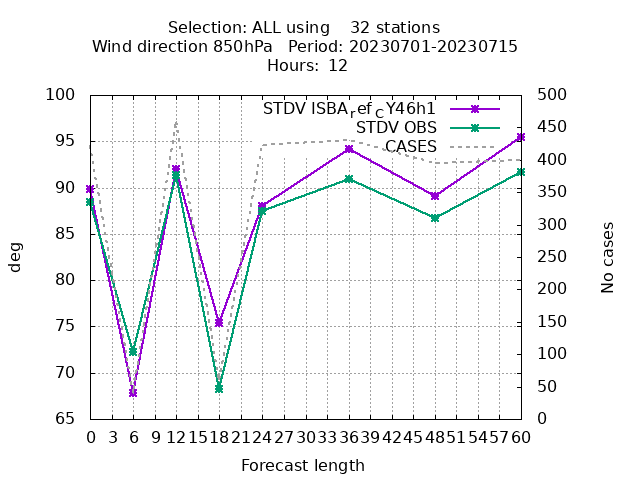 Selection: ALL using 32 stations
Wind direction 850hPa Period: 20230701-20230715
Hours: 12
STDV ISBArefCY46h1
STDV OBS
CASES
100
95
90
85
80
75
70
65
500
450
400
350
300
250
200
150
100
50
0
deg
No cases
0 3 6 9 12 15 18 21 24 27 30 33 36 39 42 45 48 51 54 57 60
Forecast length